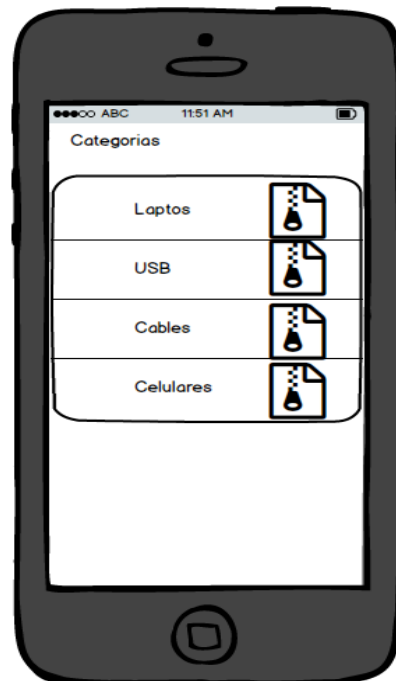 ABC 11:51 AM
Categorias
Laptos
USB
Cables
Celulares